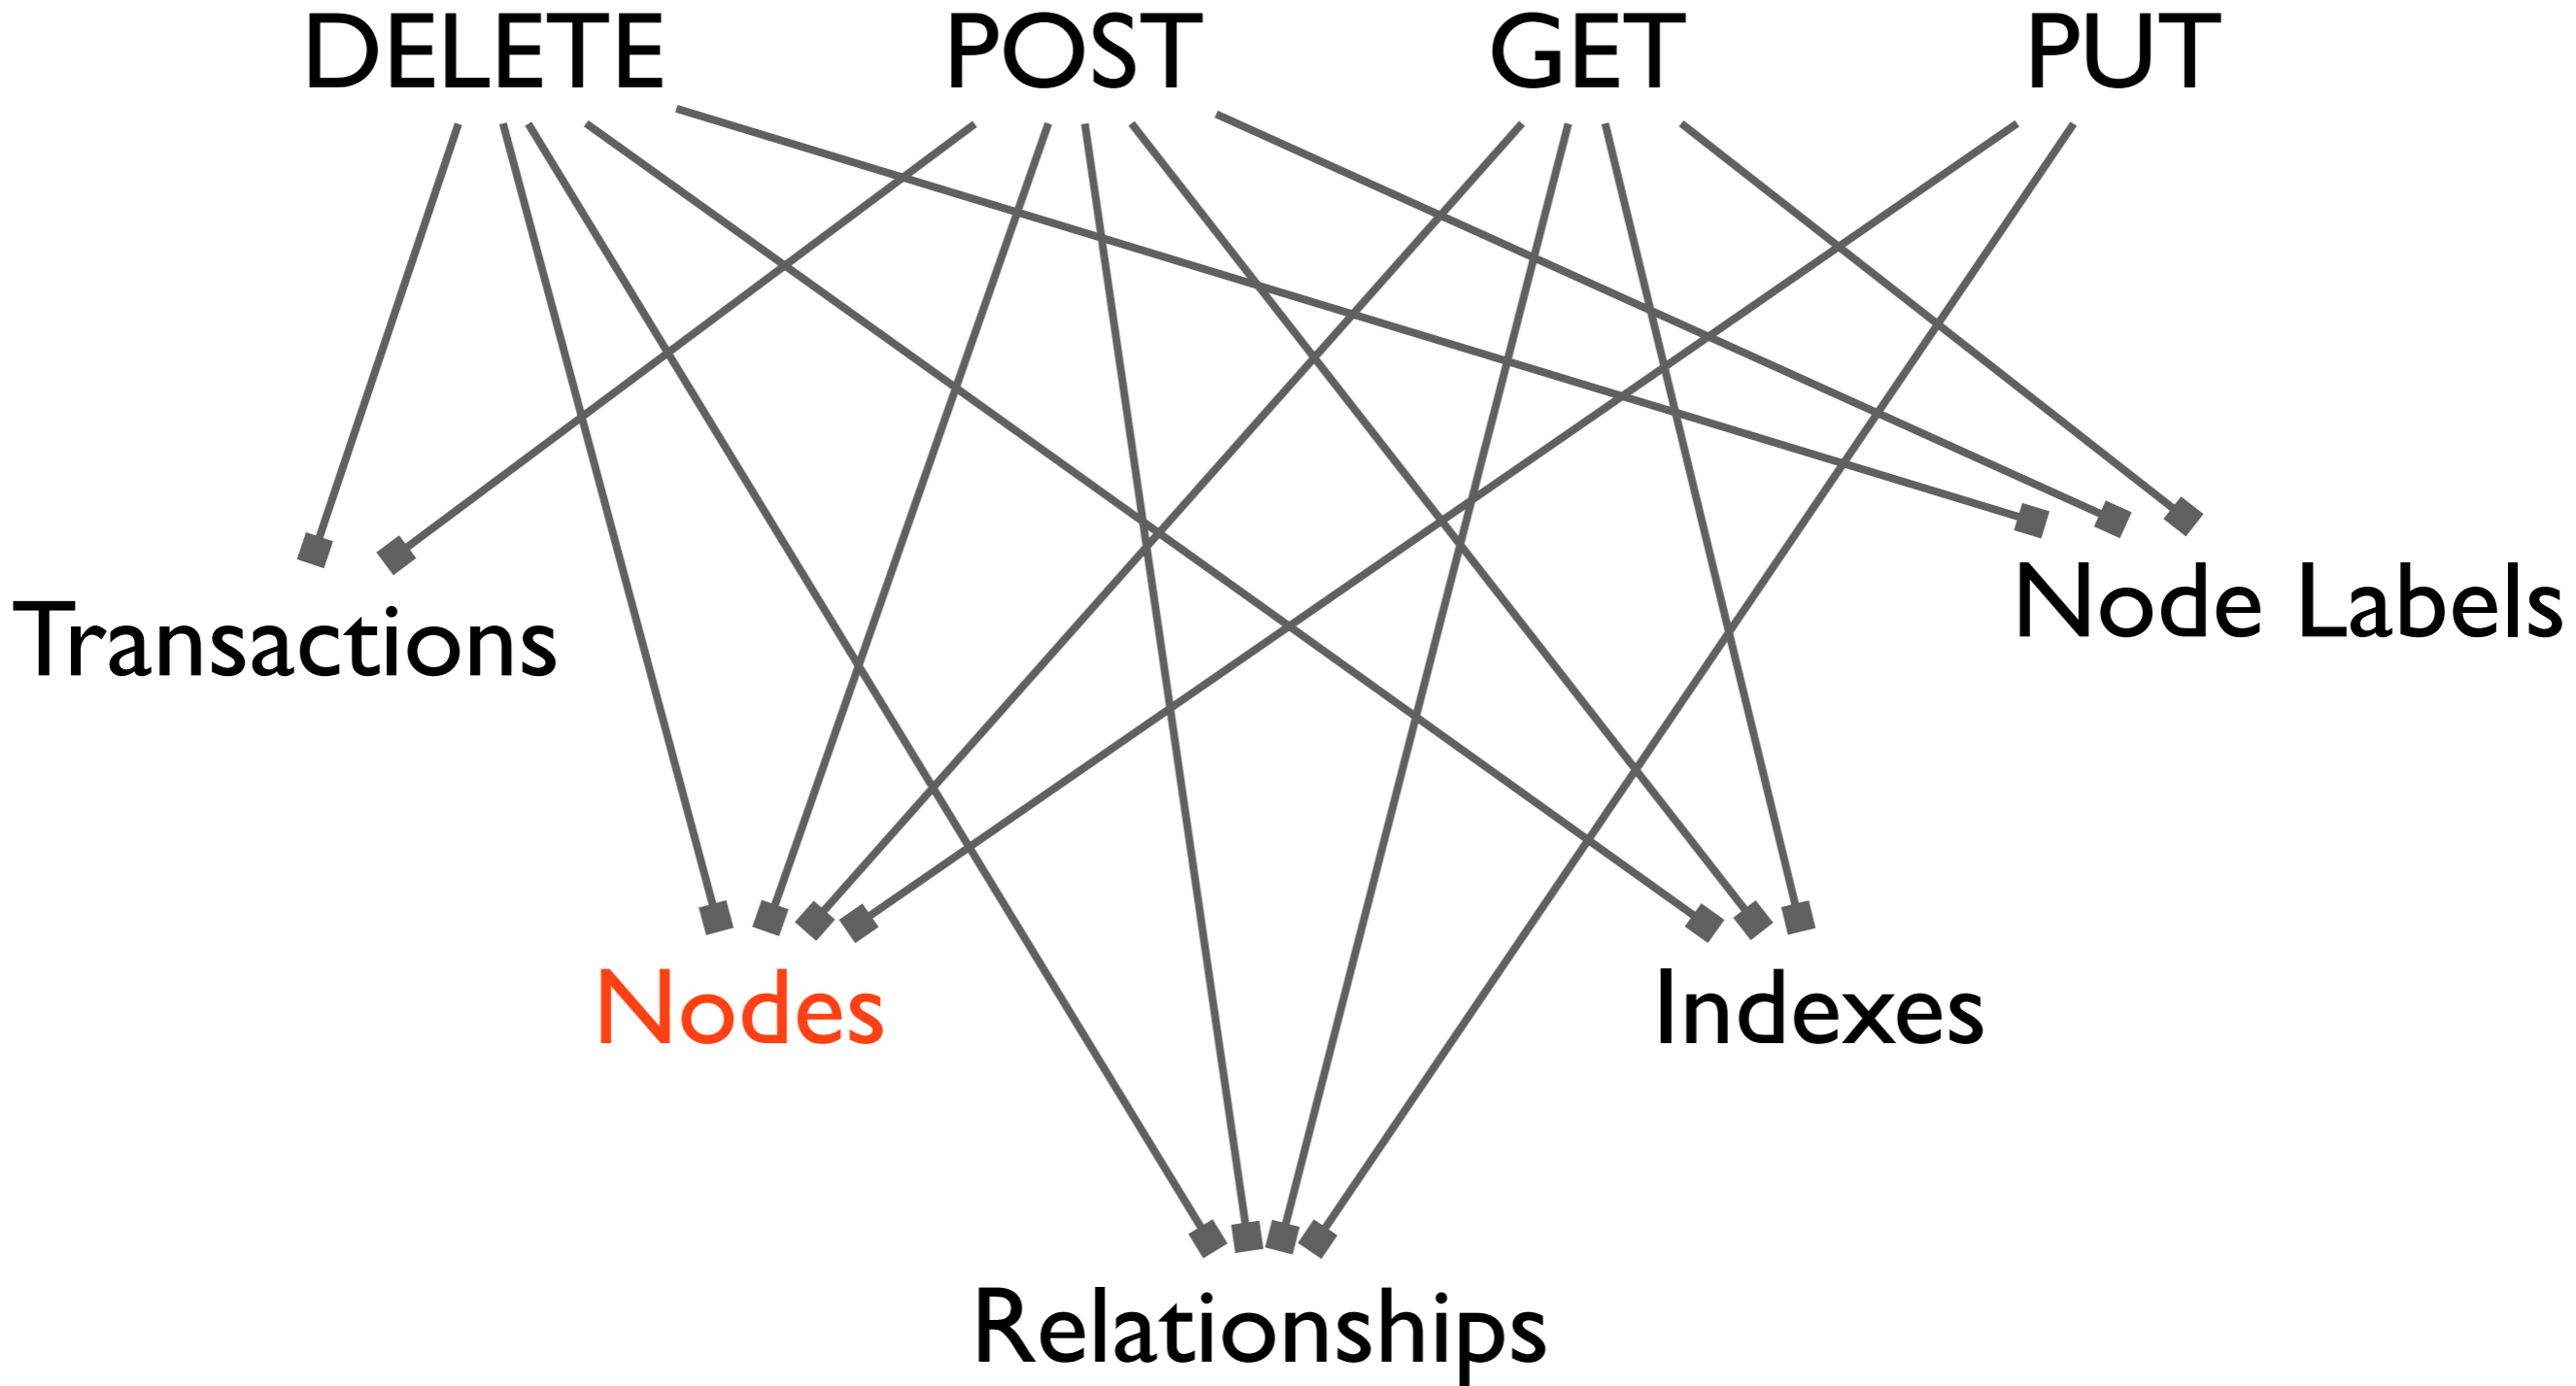 DELETE POST GET PUT
Node Labels
Transactions
Nodes
Indexes
Relationships